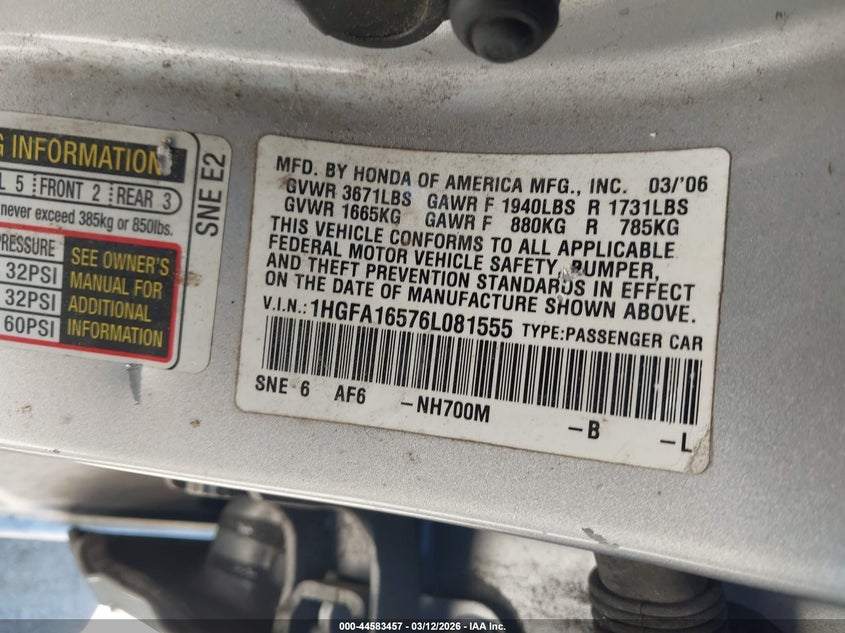 G INFORMATION
L 5 FRONT 2 REAR 3
never exceed 385kg or 850lbs.
PRESSURE
32PSI
32PSI
60PSI
SEE OWNER'S
MANUAL FOR
ADDITIONAL
INFORMATION
SNE E2
MFD. BY HONDA OF AMERICA MFG., INC. 03/'06
GVWR 3671LBS GAWR F 1940LBS R 1731LBS
GVWR 1665KG GAWR F 880KG R 785KG
THIS VEHICLE CONFORMS TO ALL APPLICABLE
FEDERAL MOTOR VEHICLE SAFETY, BUMPER,
AND THEFT PREVENTION STANDARDS IN EFFECT
ON THE DATE OF MANUFACTURE SHOWN ABOVE.
V.I.N.: 1HGFA16576L081555 TYPE:PASSENGER CAR
SNE 6 AF6 -NH700M -B -L
000-44583457 - 03/12/2026 - IAA Inc.